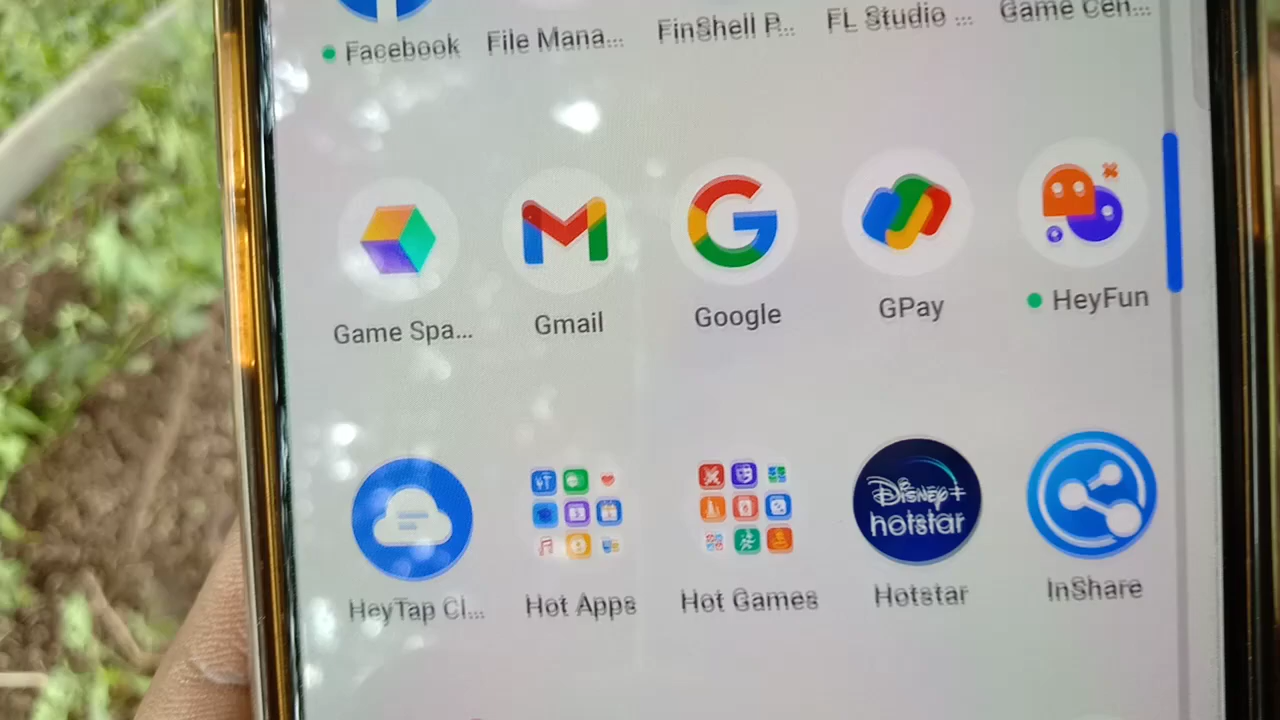 Facebook File Mana... FinShell P... FL Studio ... Game Cen...
Game Spa... Gmail Google GPay HeyFun
Disney+
hotstar
HeyTap Cl... Hot Apps Hot Games Hotstar InShare